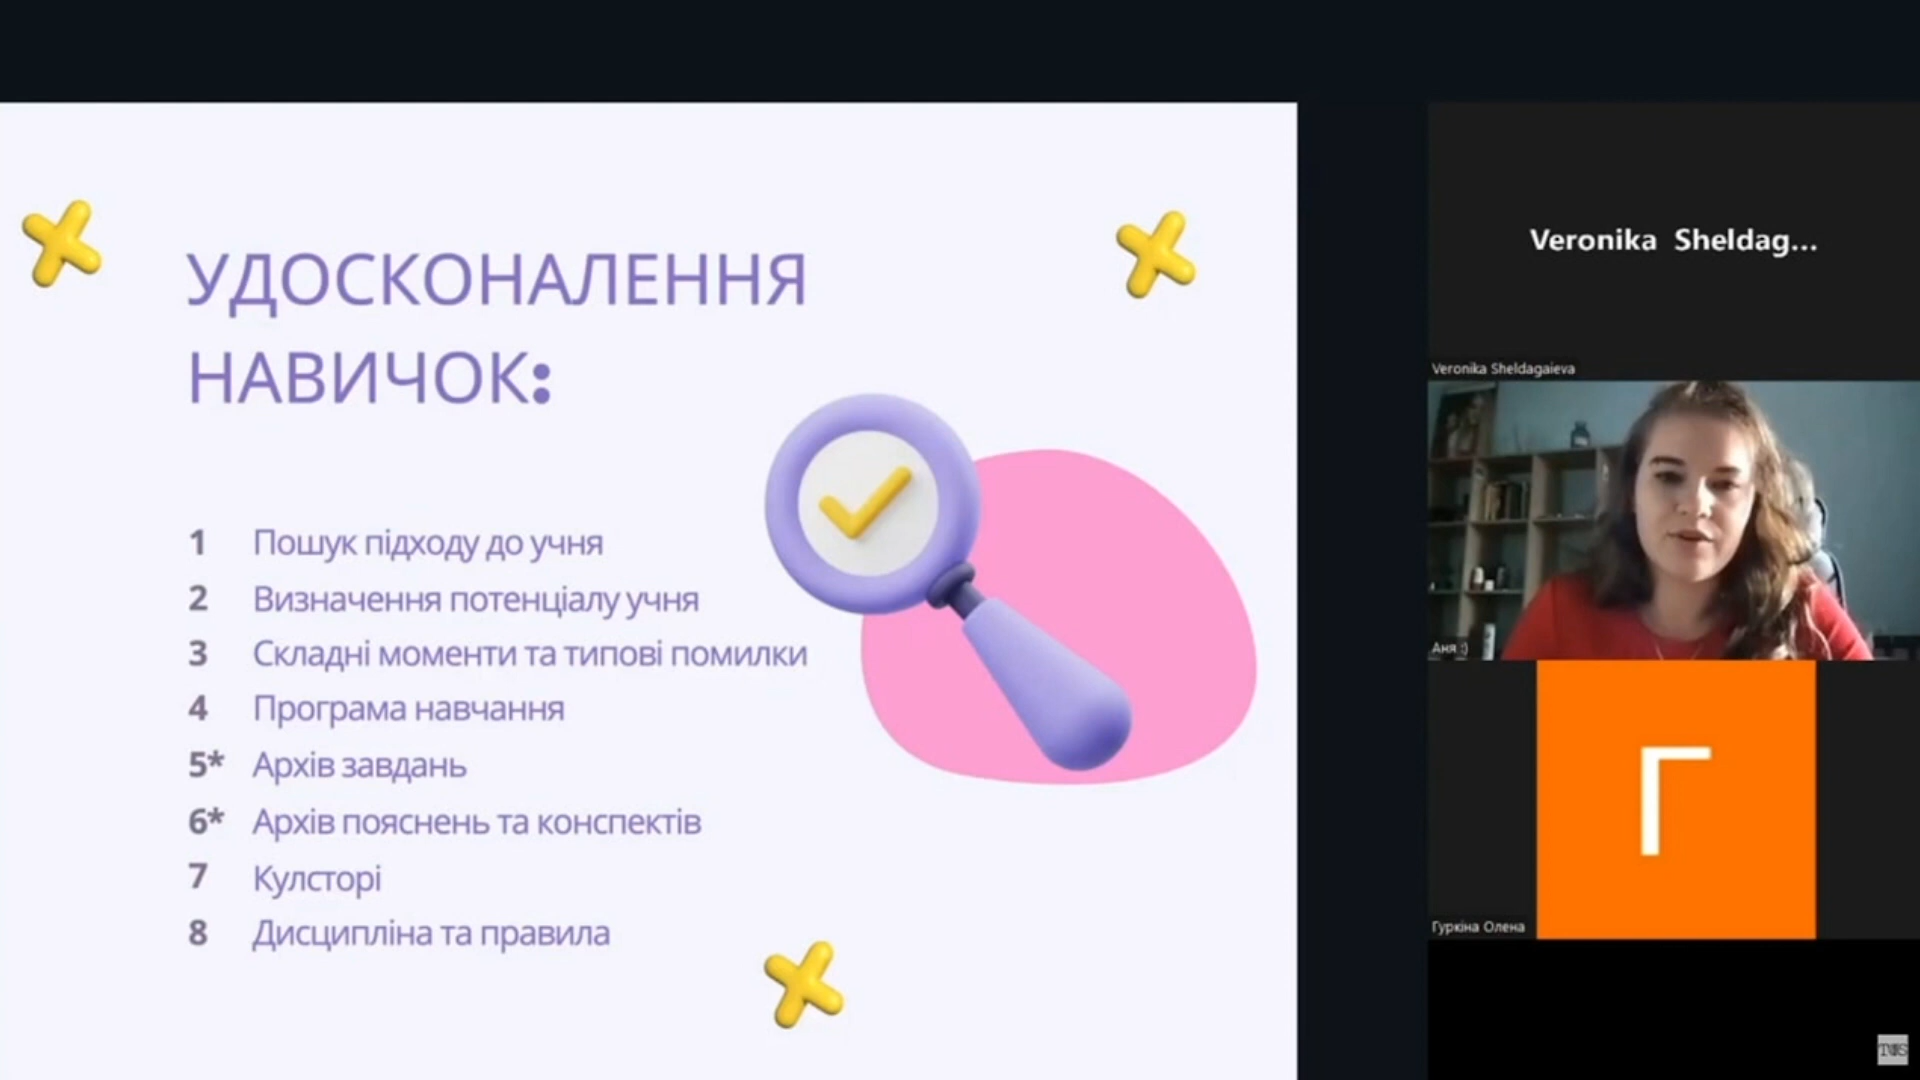 УДОСКОНАЛЕННЯ
НАВИЧОК:
1 Пошук підходу до учня
2 Визначення потенціалу учня
3 Складні моменти та типові помилки
4 Програма навчання
5* Архів завдань
6* Архів пояснень та конспектів
7 Кулсторі
8 Дисципліна та правила
Veronika Sheldag...
Veronika Sheldagaieva
Аня :)
Г
Гуркіна Олена